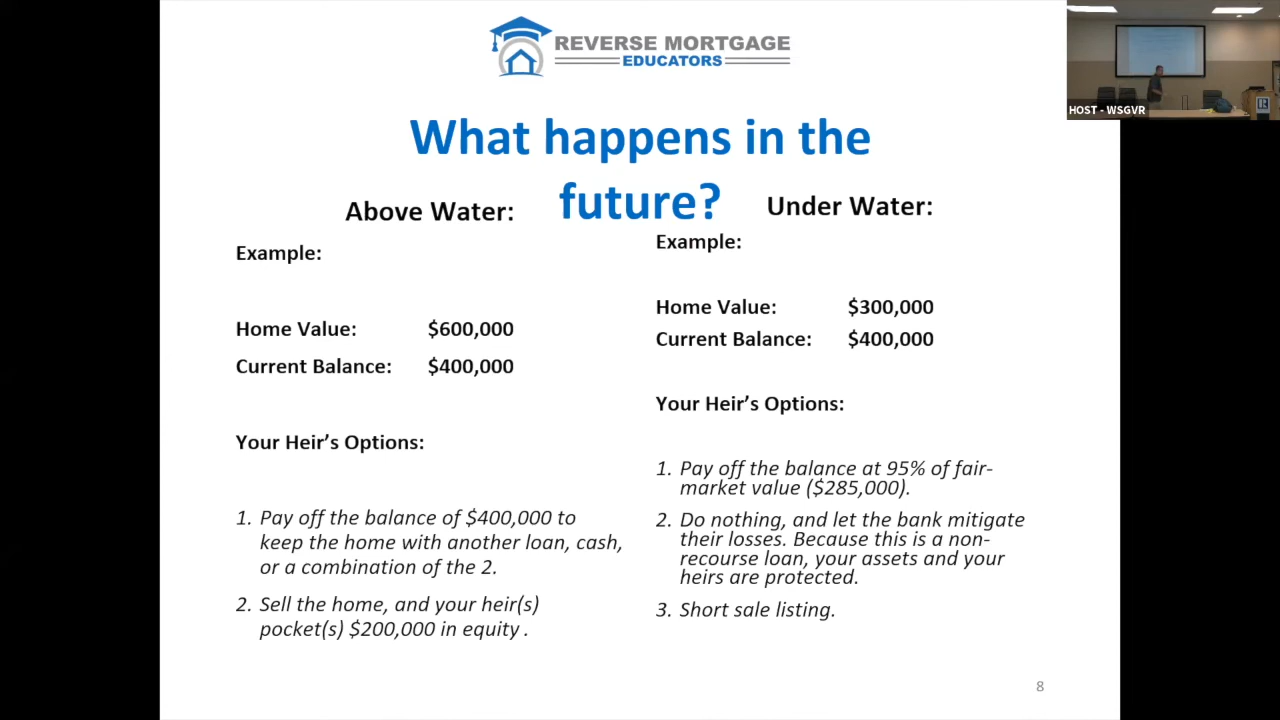 REVERSE MORTGAGE
EDUCATORS
HOST - WSGVR
What happens in the
future?
Above Water:
Example:
Home Value: $600,000
Current Balance: $400,000
Your Heir’s Options:
1. Pay off the balance of $400,000 to
keep the home with another loan, cash,
or a combination of the 2.
2. Sell the home, and your heir(s)
pocket(s) $200,000 in equity .
Under Water:
Example:
Home Value: $300,000
Current Balance: $400,000
Your Heir’s Options:
1. Pay off the balance at 95% of fair-
market value ($285,000).
2. Do nothing, and let the bank mitigate
their losses. Because this is a non-
recourse loan, your assets and your
heirs are protected.
3. Short sale listing.
8